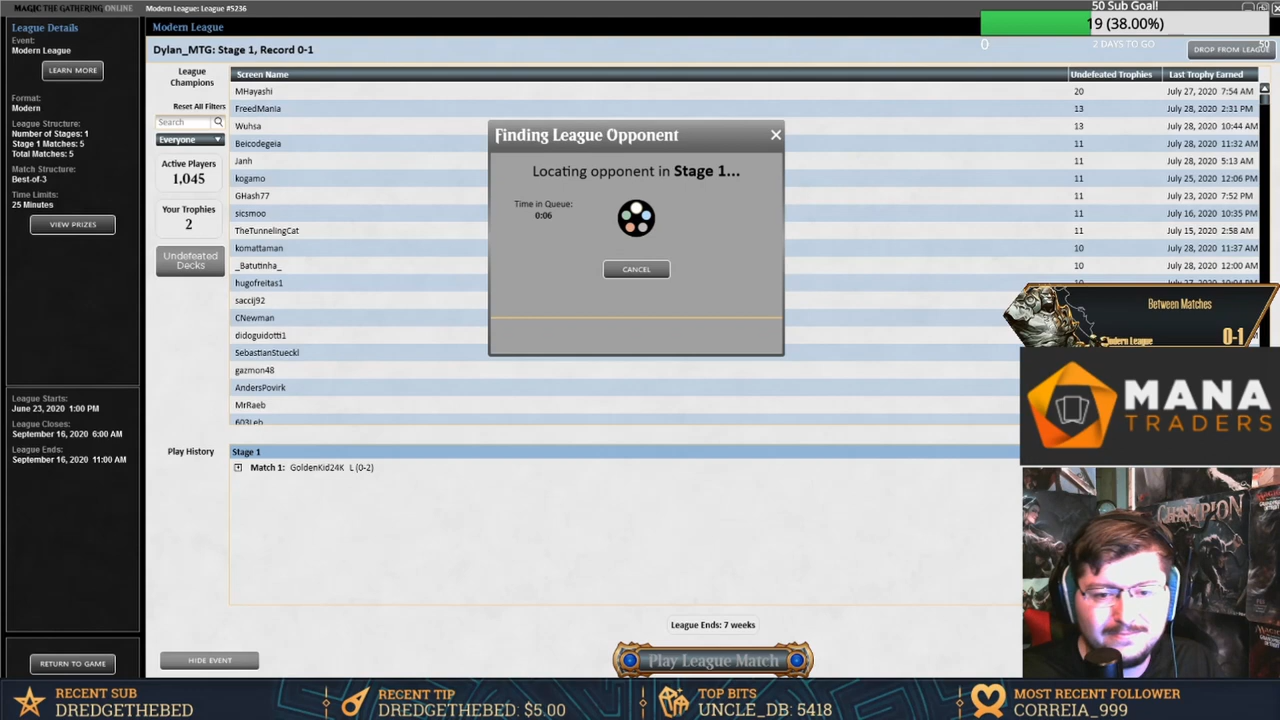 MAGIC THE GATHERING ONLINE
Modern League: League #5236
50 Sub Goal!
19 (38.00%)
0
2 DAYS TO GO
50
League Details
Event:
Modern League
LEARN MORE
Format:
Modern
League Structure:
Number of Stages: 1
Stage 1 Matches: 5
Total Matches: 5
Match Structure:
Best-of-3
Time Limits:
25 Minutes
VIEW PRIZES
League Starts:
June 23, 2020 1:00 PM
League Closes:
September 16, 2020 6:00 AM
League Ends:
September 16, 2020 11:00 AM
RETURN TO GAME
Modern League
Dylan_MTG: Stage 1, Record 0-1
DROP FROM LEAGUE
League Champions
Reset All Filters
Search
Everyone
Active Players
1,045
Your Trophies
2
Undefeated Decks
Screen Name Undefeated Trophies Last Trophy Earned
MHayashi 20 July 27, 2020 7:54 AM
FreedMania 13 July 28, 2020 2:31 PM
Wuhsa 13 July 28, 2020 10:44 AM
Beicodegeia 11 July 28, 2020 11:32 AM
Janh 11 July 28, 2020 5:13 AM
kogamo 11 July 25, 2020 12:06 PM
GHash77 11 July 23, 2020 7:52 PM
sicsmoo 11 July 16, 2020 10:35 PM
TheTunnelingCat 11 July 15, 2020 2:58 AM
komattaman 10 July 28, 2020 11:37 AM
_Batutinha_ 10 July 28, 2020 12:00 AM
hugofreitas1 10
saccij92
CNewman
didoguidotti1
SebastianStueckl
gazmon48
AndersPovirk
MrRaeb
603Leb
Finding League Opponent
Locating opponent in Stage 1...
Time in Queue:
0:06
CANCEL
Between Matches
Modern League 0-1
MANA TRADERS
CHAMPION
Play History
Stage 1
Match 1: GoldenKid24K L (0-2)
League Ends: 7 weeks
HIDE EVENT
Play League Match
RECENT SUB
DREDGETHEBED
RECENT TIP
DREDGETHEBED: $5.00
TOP BITS
UNCLE_DB: 5418
MOST RECENT FOLLOWER
CORREIA_999